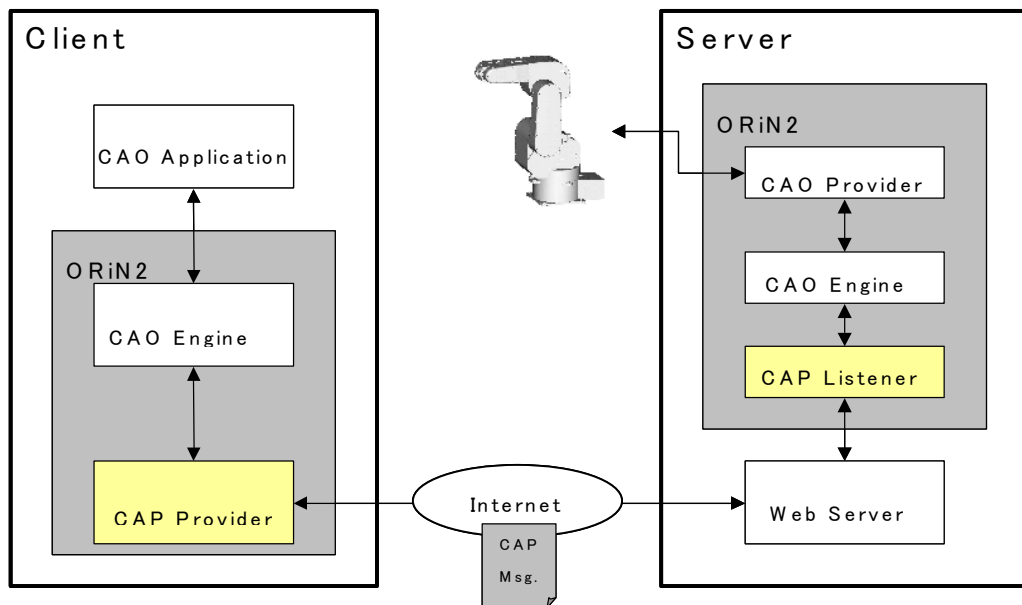 Client
CAO Application
ORiN2
CAO Engine
CAP Provider
Internet
CAP
Msg.
Server
ORiN2
CAO Provider
CAO Engine
CAP Listener
Web Server